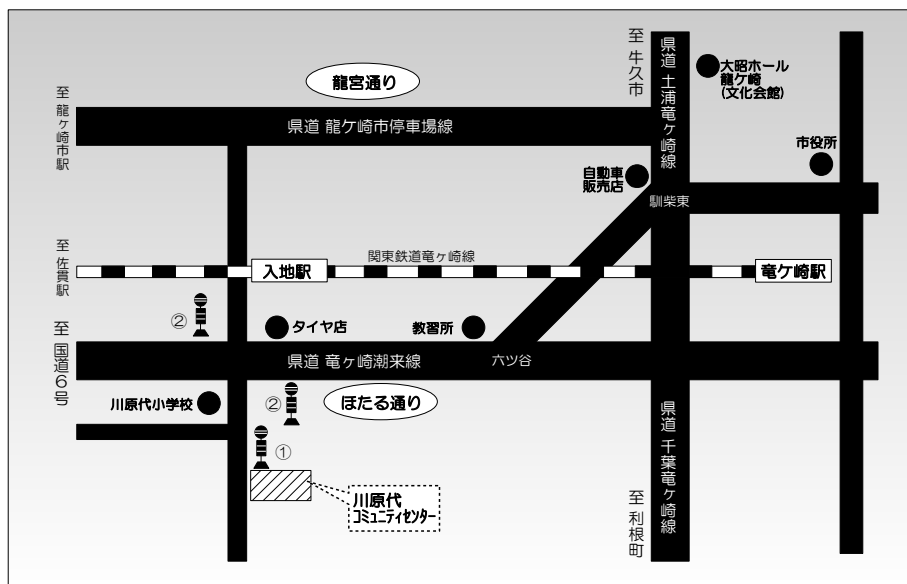 至 牛久市
県道 土浦竜ヶ崎線
大昭ホール
龍ケ崎
(文化会館)
龍宮通り
至 龍ヶ崎市駅
県道 龍ケ崎市停車場線
市役所
自動車
販売店
馴柴東
至 佐貫駅
関東鉄道竜ヶ崎線
入地駅
竜ケ崎駅
②
タイヤ店
教習所
至 国道6号
県道 竜ヶ崎潮来線
六ツ谷
川原代小学校
②
ほたる通り
①
県道 千葉竜ヶ崎線
川原代
コミュニティセンター
至 利根町